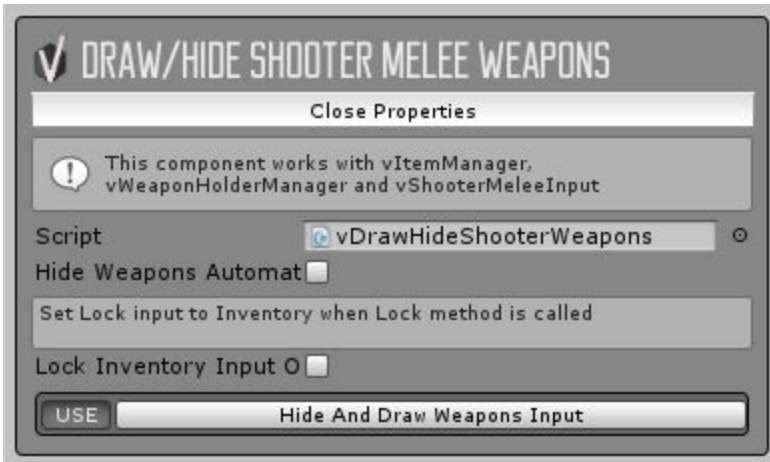 DRAW/HIDE SHOOTER MELEE WEAPONS
Close Properties
This component works with vItemManager,
vWeaponHolderManager and vShooterMeleeInput
Script vDrawHideShooterWeapons
Hide Weapons Automat
Set Lock input to Inventory when Lock method is called
Lock Inventory Input O
USE Hide And Draw Weapons Input